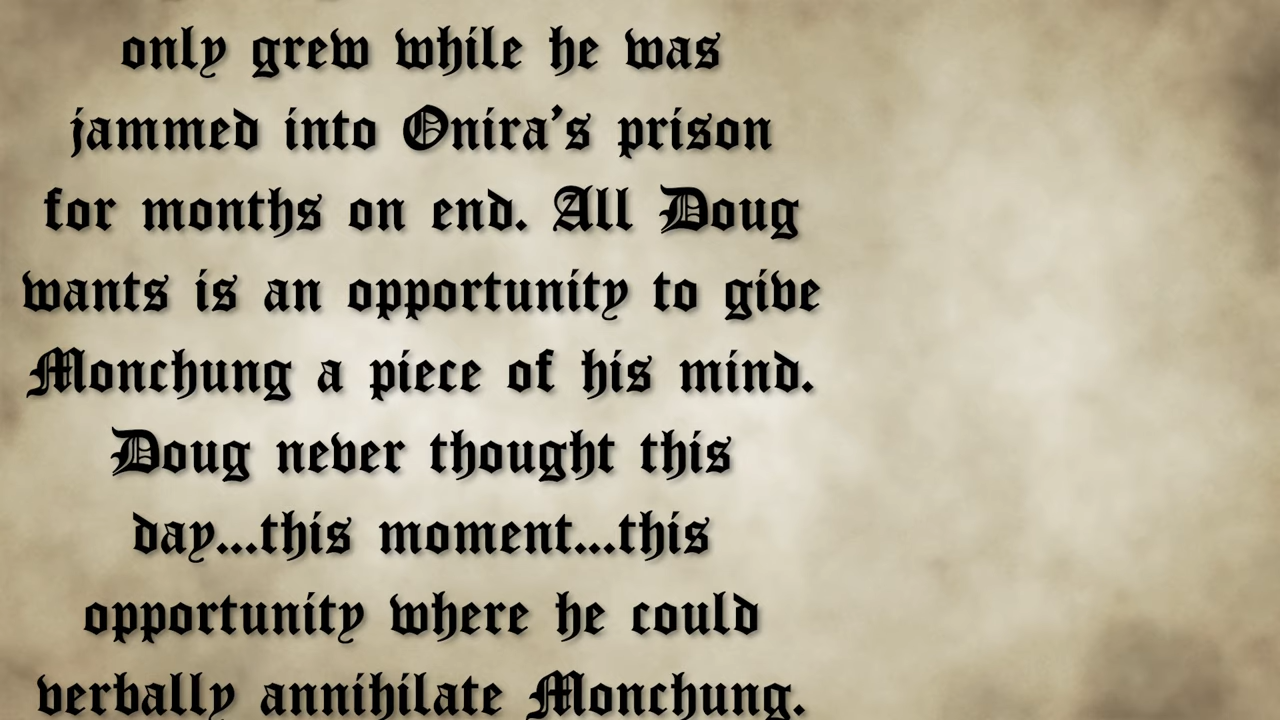 only grew while he was
jammed into Onira's prison
for months on end. All Doug
wants is an opportunity to give
Monchung a piece of his mind.
Doug never thought this
day...this moment...this
opportunity where he could
verbally annihilate Monchung.